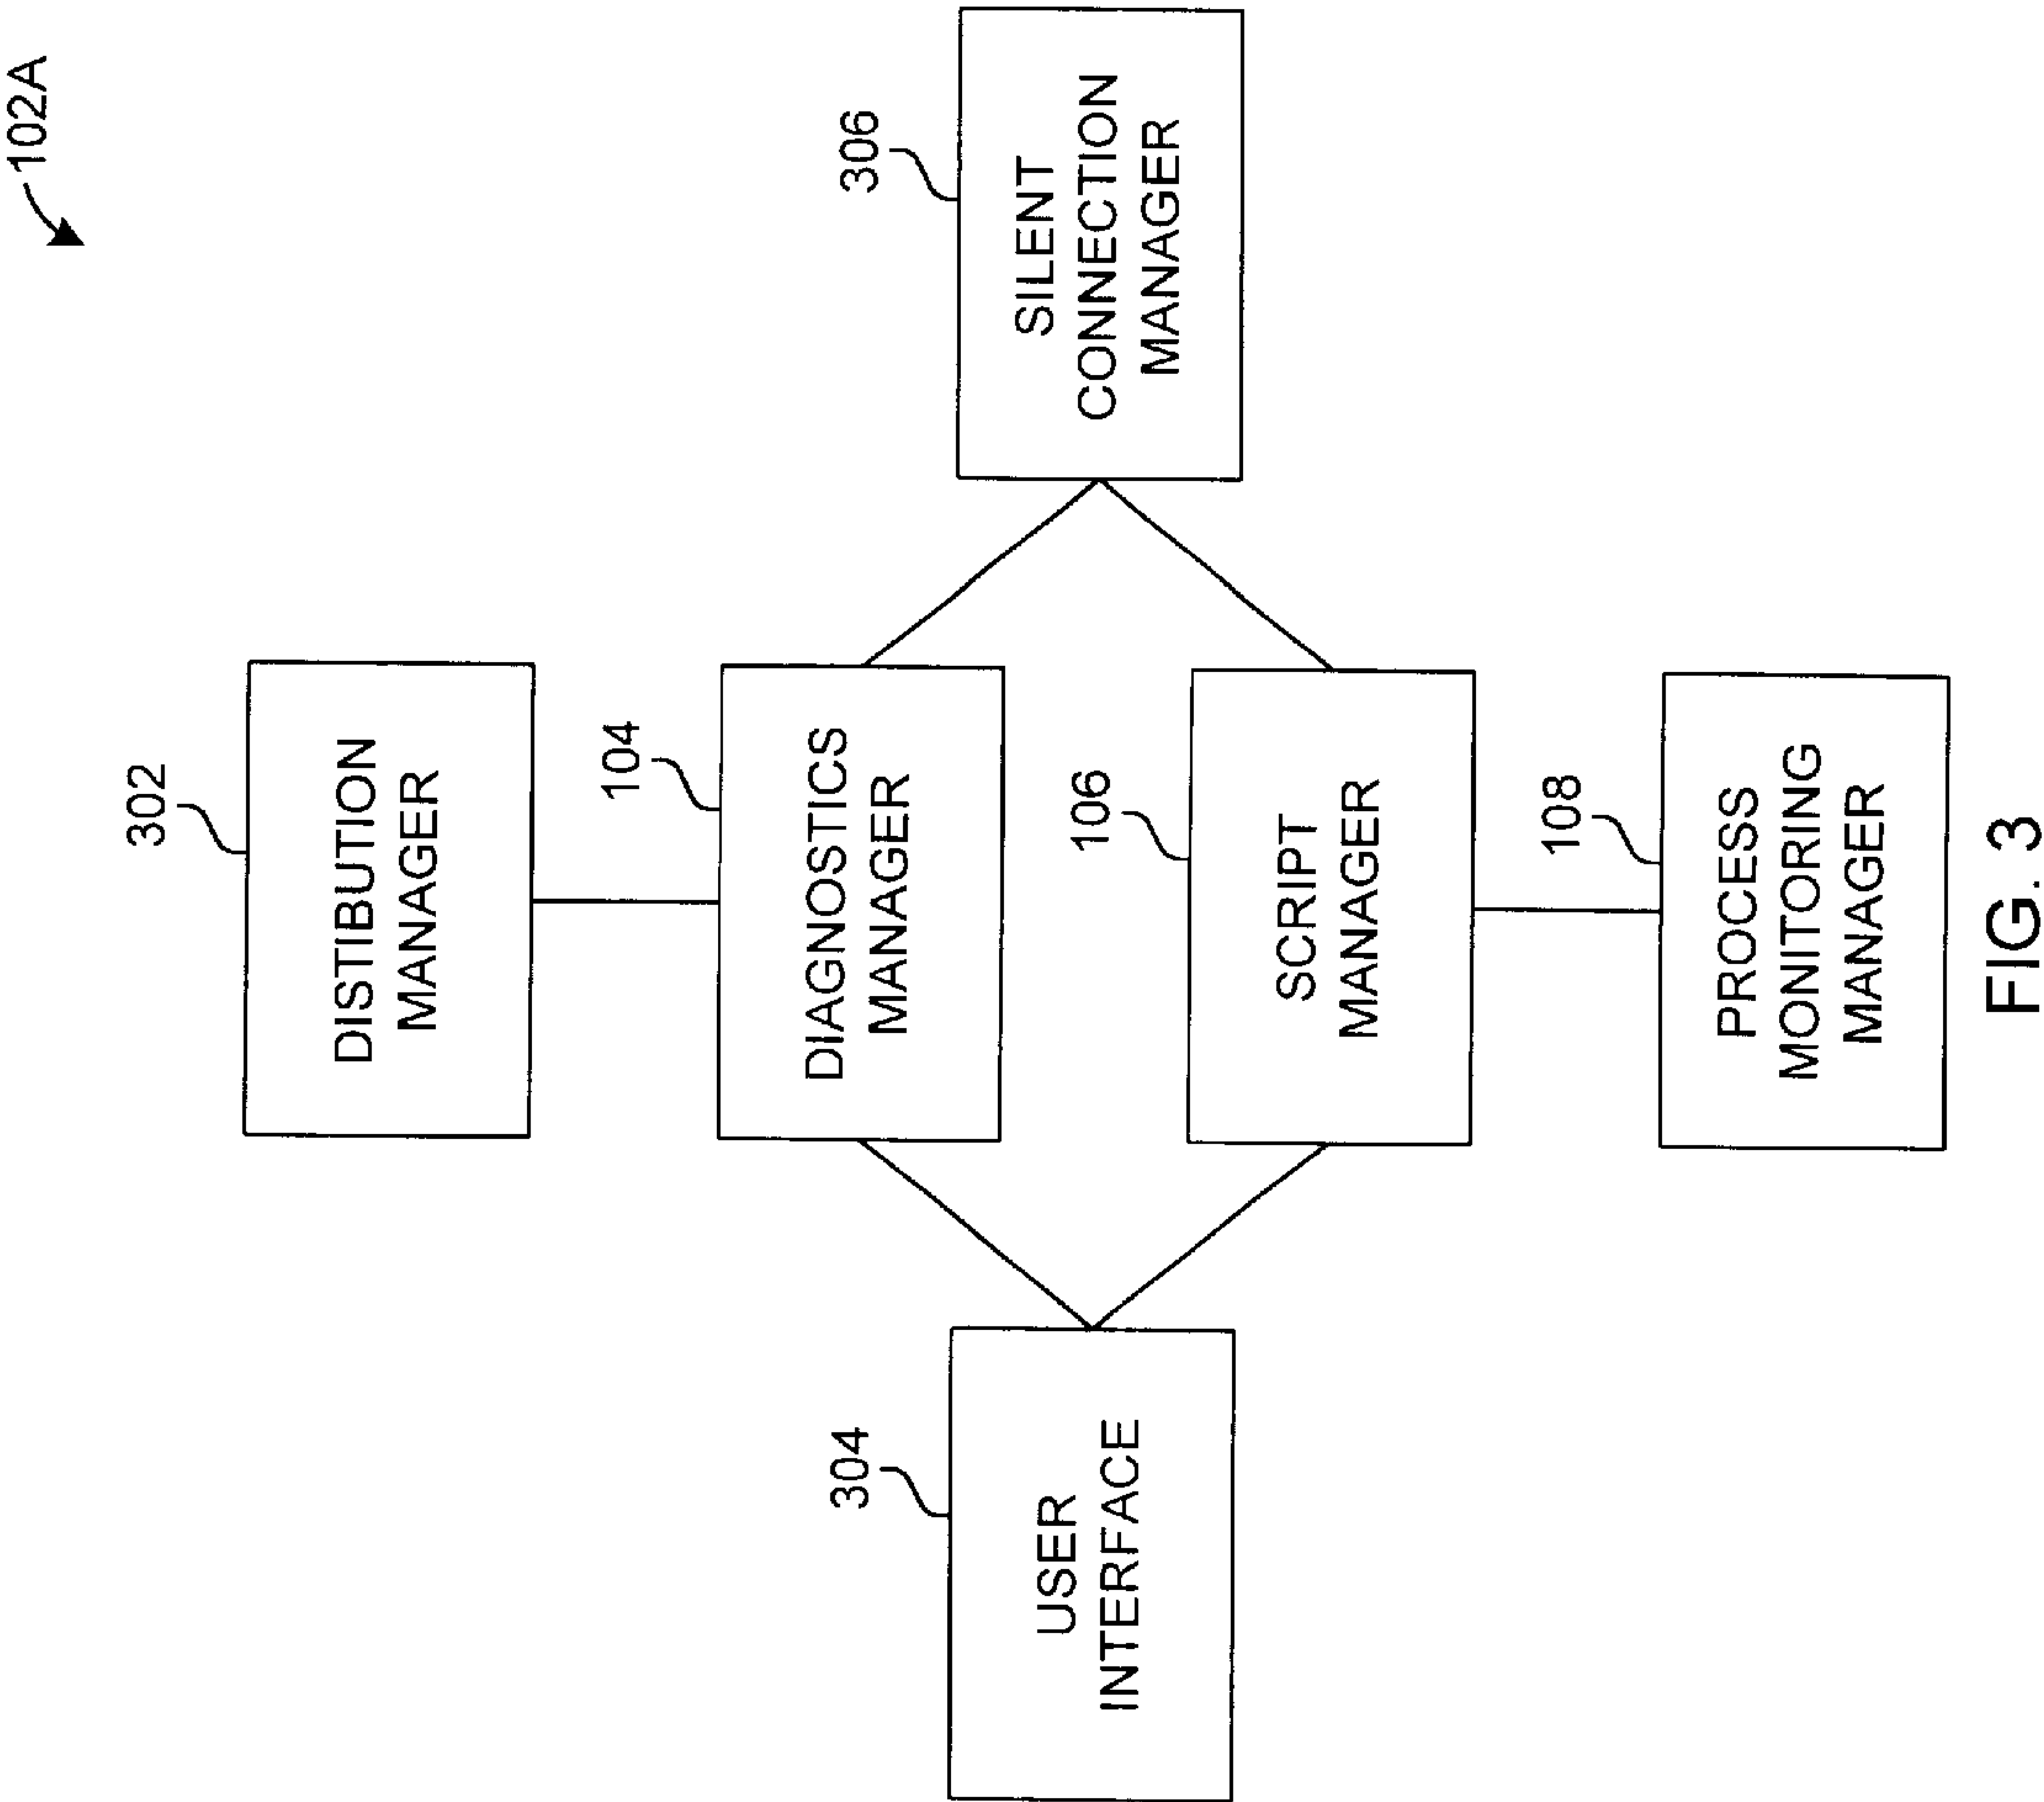 102A
302
DISTIBUTION
MANAGER
104
DIAGNOSTICS
MANAGER
304
USER
INTERFACE
306
SILENT
CONNECTION
MANAGER
106
SCRIPT
MANAGER
108
PROCESS
MONITORING
MANAGER
FIG. 3